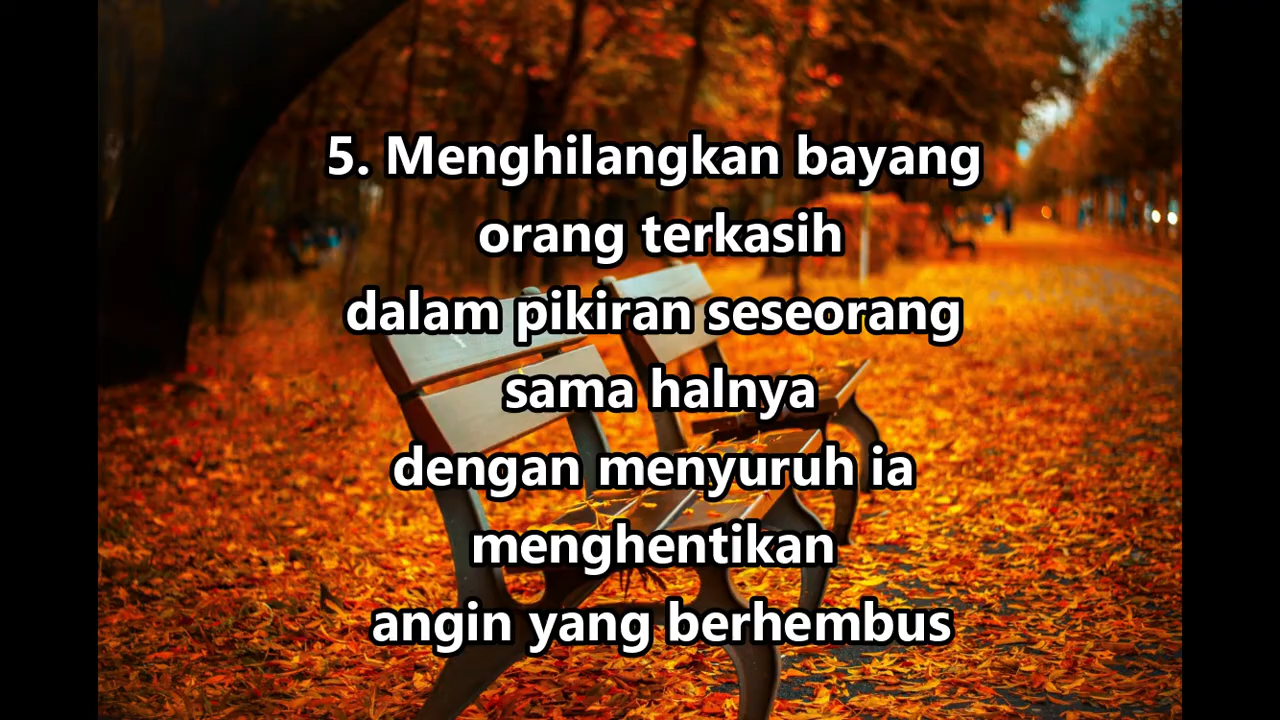 5. Menghilangkan bayang
orang terkasih
dalam pikiran seseorang
sama halnya
dengan menyuruh ia
menghentikan
angin yang berhembus